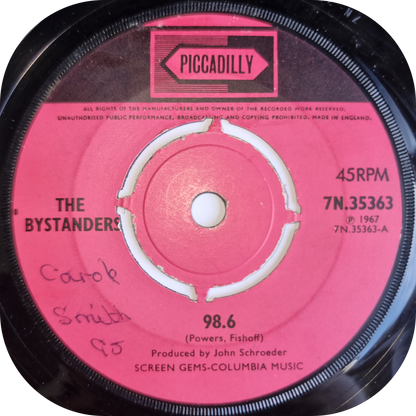 PICCADILLY
ALL RIGHTS OF THE MANUFACTURERS AND OWNER OF THE RECORDED WORK RESERVED.
UNAUTHORISED PUBLIC PERFORMANCE, BROADCASTING AND COPYING PROHIBITED. MADE IN ENGLAND.
45RPM
THE
BYSTANDERS
7N.35363
Ⓟ 1967
7N.35363-A
Carole
Smith
98.6
(Powers, Fishoff)
Produced by John Schroeder
SCREEN GEMS-COLUMBIA MUSIC